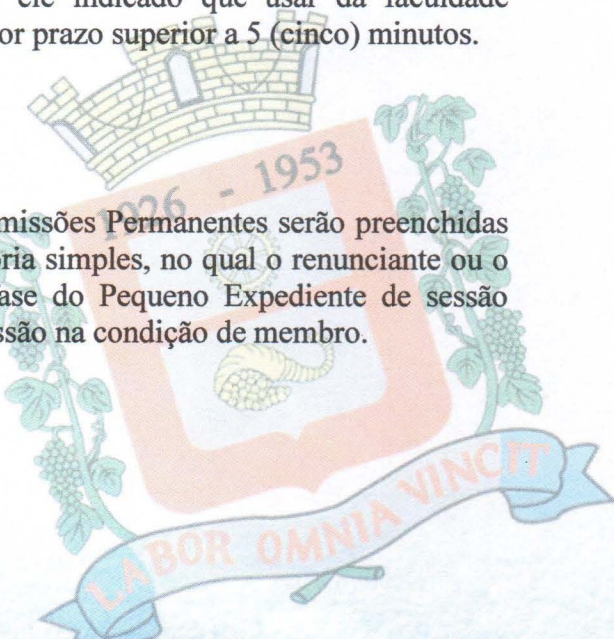 ele indicado que usar da faculdade
or prazo superior a 5 (cinco) minutos.
1926 - 1953
missões Permanentes serão preenchidas
ria simples, no qual o renunciante ou o
ase do Pequeno Expediente de sessão
ssão na condição de membro.
LABOR OMNIA VINCIT